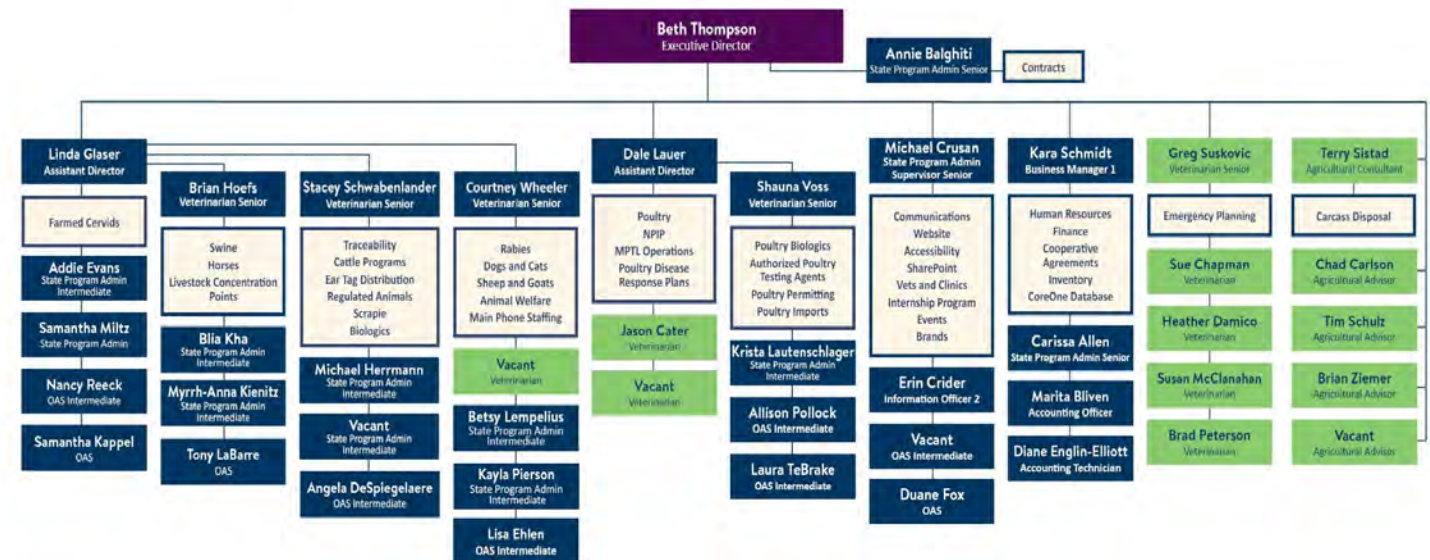 Beth Thompson
Executive Director
Annie Balghiti
State Program Admin Senior
Contracts
Linda Glaser
Assistant Director
Farmed Cervids
Addie Evans
State Program Admin
Intermediate
Samantha Miltz
State Program Admin
Nancy Reeck
OAS Intermediate
Samantha Kappel
OAS
Brian Hoefs
Veterinarian Senior
Swine
Horses
Livestock Concentration
Points
Blia Kha
State Program Admin
Intermediate
Myrrh-Anna Kienitz
State Program Admin
Intermediate
Tony LaBarre
OAS
Stacey Schwabenlander
Veterinarian Senior
Traceability
Cattle Programs
Ear Tag Distribution
Regulated Animals
Scrapie
Biologics
Michael Herrmann
State Program Admin
Intermediate
Vacant
State Program Admin
Intermediate
Angela DeSpiegelaere
OAS Intermediate
Courtney Wheeler
Veterinarian Senior
Rabies
Dogs and Cats
Sheep and Goats
Animal Welfare
Main Phone Staffing
Vacant
Veterinarian
Betsy Lempelius
State Program Admin
Intermediate
Kayla Pierson
State Program Admin
Intermediate
Lisa Ehlen
OAS Intermediate
Dale Lauer
Assistant Director
Poultry
NPIP
MPTL Operations
Poultry Disease
Response Plans
Jason Cater
Veterinarian
Vacant
Veterinarian
Shauna Voss
Veterinarian Senior
Poultry Biologics
Authorized Poultry
Testing Agents
Poultry Permitting
Poultry Imports
Krista Lautenschlager
State Program Admin
Intermediate
Allison Pollock
OAS Intermediate
Laura TeBrake
OAS Intermediate
Michael Crusan
State Program Admin
Supervisor Senior
Communications
Website
Accessibility
SharePoint
Vets and Clinics
Internship Program
Events
Brands
Erin Crider
Information Officer 2
Vacant
OAS Intermediate
Duane Fox
OAS
Kara Schmidt
Business Manager 1
Human Resources
Finance
Cooperative
Agreements
Inventory
CoreOne Database
Carissa Allen
State Program Admin Senior
Marita Bliven
Accounting Officer
Diane Englin-Elliott
Accounting Technician
Greg Suskovic
Veterinarian Senior
Emergency Planning
Sue Chapman
Veterinarian
Heather Damico
Veterinarian
Susan McClanahan
Veterinarian
Brad Peterson
Veterinarian
Terry Sistad
Agricultural Consultant
Carcass Disposal
Chad Carlson
Agricultural Advisor
Tim Schulz
Agricultural Advisor
Brian Ziemer
Agricultural Advisor
Vacant
Agricultural Advisor